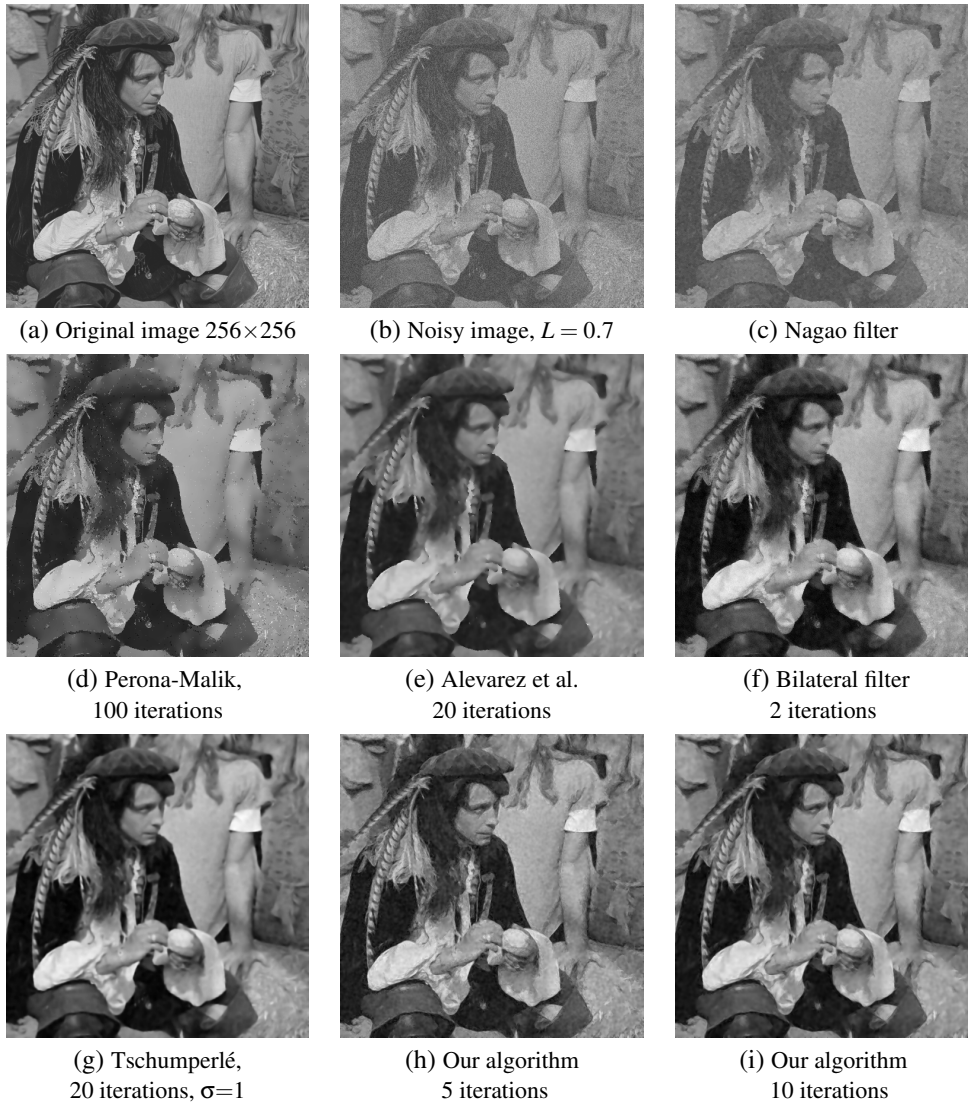 (a) Original image 256×256
(b) Noisy image, L = 0.7
(c) Nagao filter
(d) Perona-Malik,
100 iterations
(e) Alevarez et al.
20 iterations
(f) Bilateral filter
2 iterations
(g) Tschumperlé,
20 iterations, σ=1
(h) Our algorithm
5 iterations
(i) Our algorithm
10 iterations